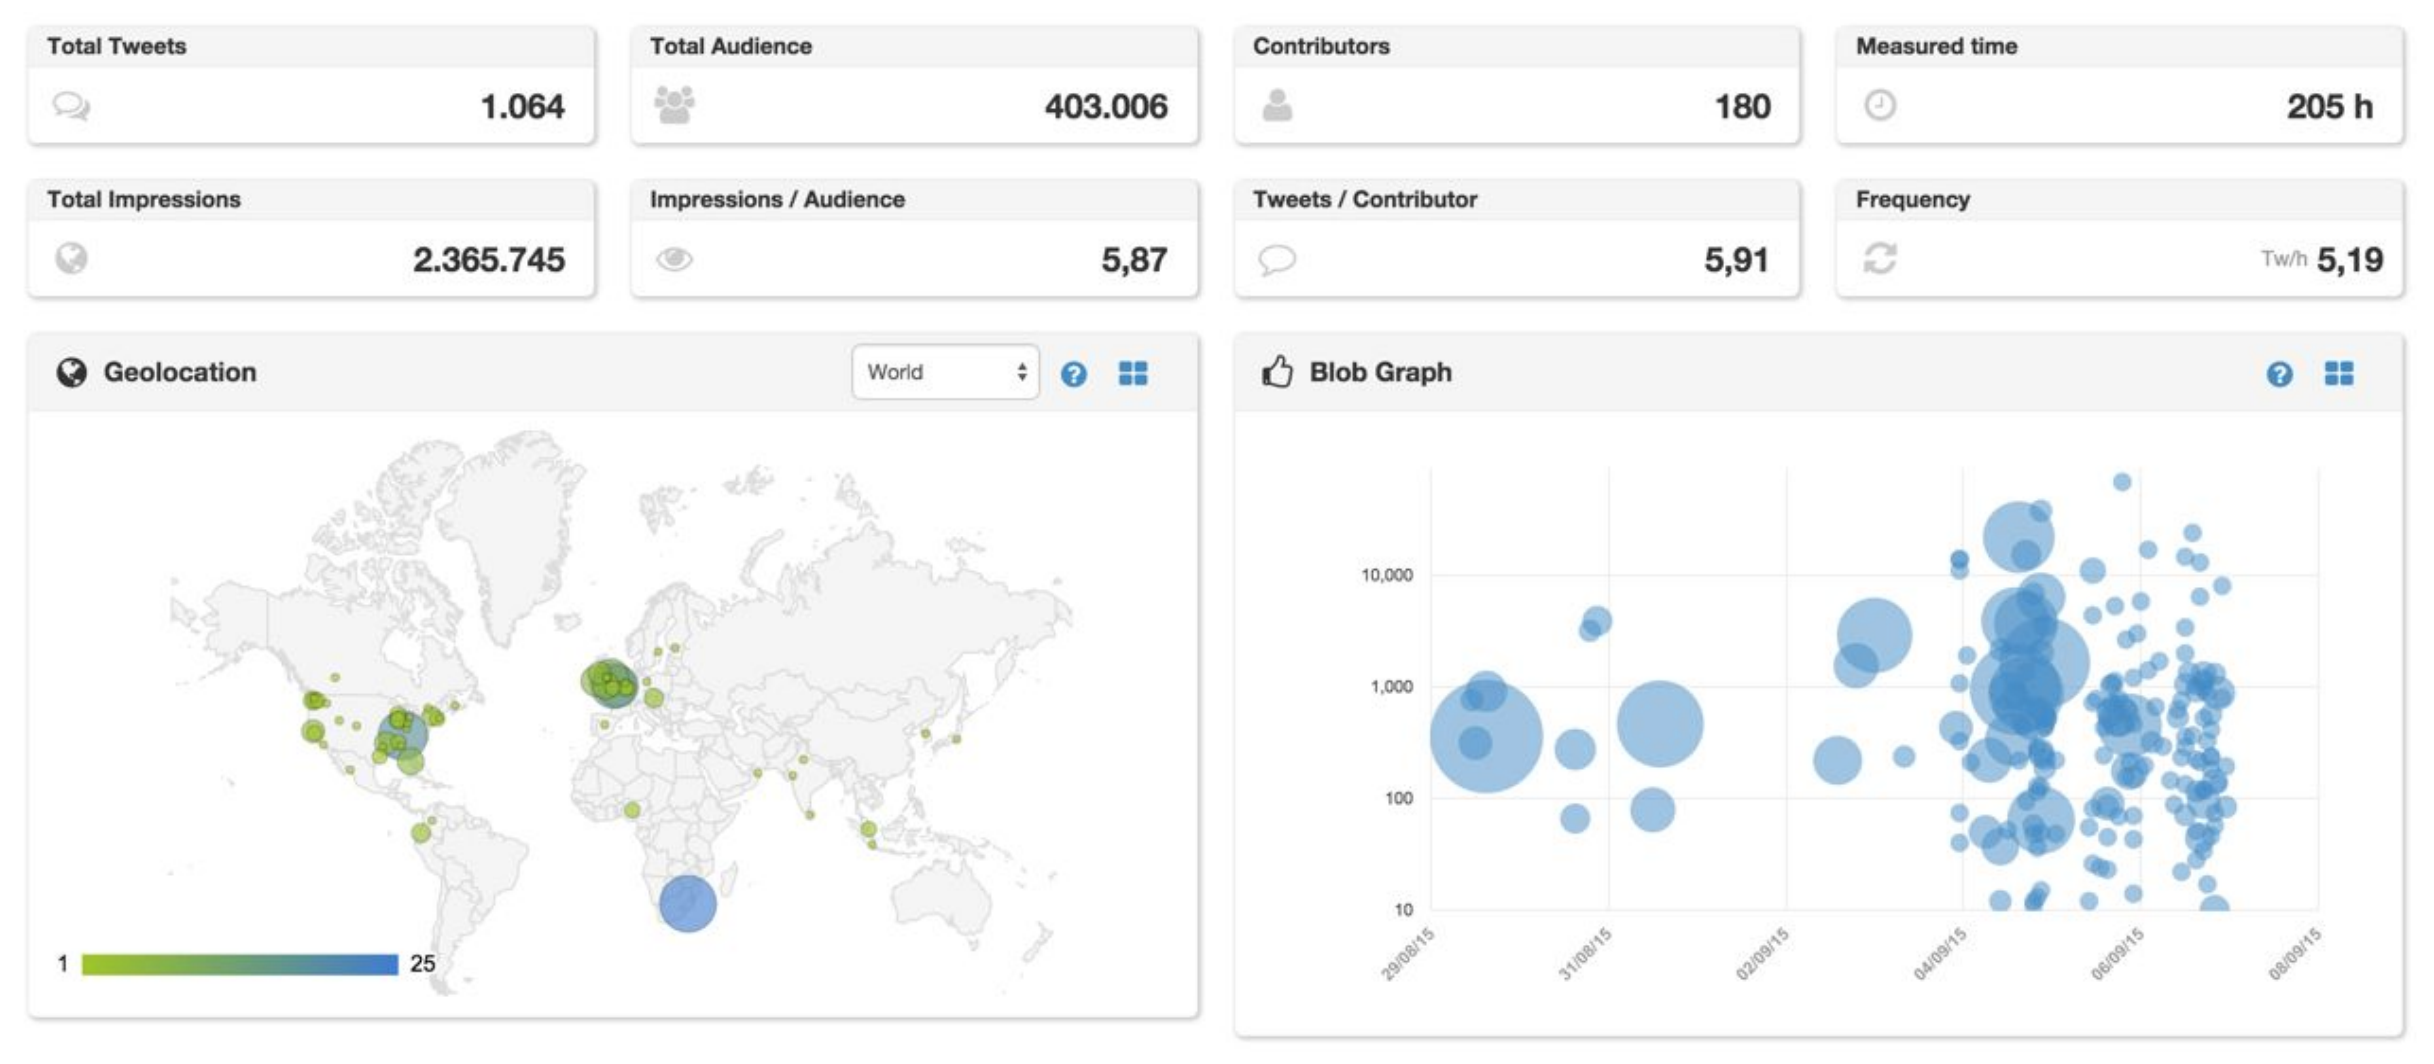 Total Tweets
1.064
Total Audience
403.006
Contributors
180
Measured time
205 h
Total Impressions
2.365.745
Impressions / Audience
5,87
Tweets / Contributor
5,91
Frequency
Tw/h 5,19
Geolocation
World
?
1
25
Blob Graph
?
10,000
1,000
100
10
29/08/15
31/08/15
02/09/15
04/09/15
06/09/15
08/09/15